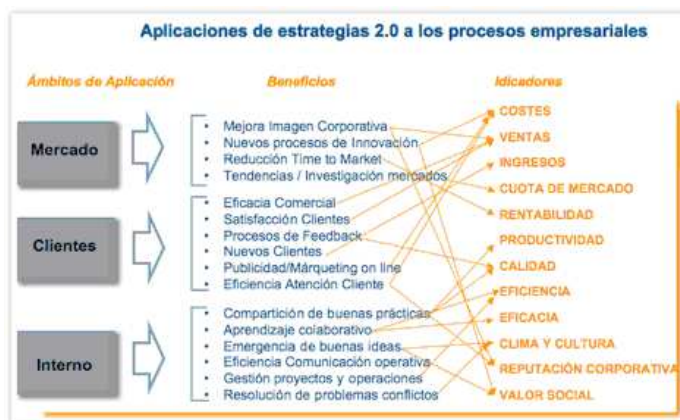 Aplicaciones de estrategias 2.0 a los procesos empresariales
Ámbitos de Aplicación
Beneficios
Idicadores
Mercado
• Mejora Imagen Corporativa
• Nuevos procesos de Innovación
• Reducción Time to Market
• Tendencias / Investigación mercados
Clientes
• Eficacia Comercial
• Satisfacción Clientes
• Procesos de Feedback
• Nuevos Clientes
• Publicidad/Márqueting on line
• Eficiencia Atención Cliente
Interno
• Compartición de buenas prácticas
• Aprendizaje colaborativo
• Emergencia de buenas ideas
• Eficiencia Comunicación operativa
• Gestión proyectos y operaciones
• Resolución de problemas conflictos
COSTES
VENTAS
INGRESOS
CUOTA DE MERCADO
RENTABILIDAD
PRODUCTIVIDAD
CALIDAD
EFICIENCIA
EFICACIA
CLIMA Y CULTURA
REPUTACIÓN CORPORATIVA
VALOR SOCIAL